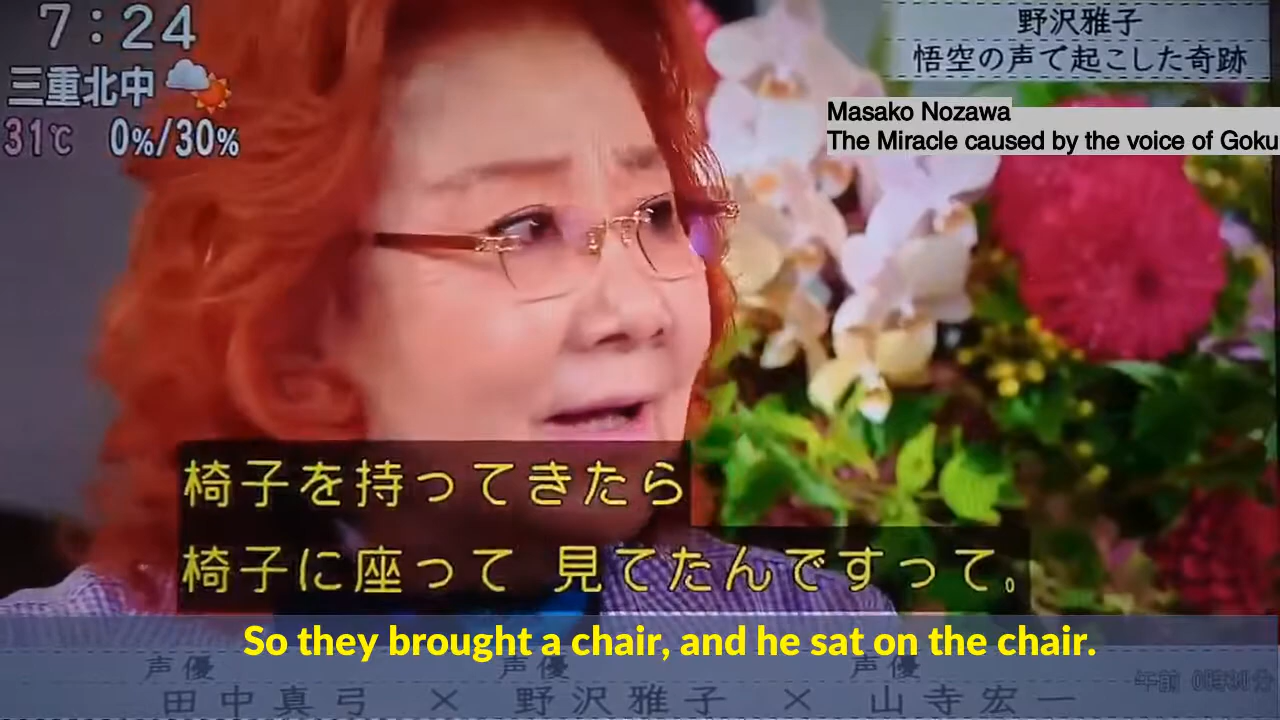 7:24
三重北中
31℃ 0%/30%
野沢雅子
悟空の声で起こした奇跡
Masako Nozawa
The Miracle caused by the voice of Goku
椅子を持ってきたら
椅子に座って 見てたんですって。
So they brought a chair, and he sat on the chair.
声優 声優 声優
田中真弓 × 野沢雅子 × 山寺宏一
午前